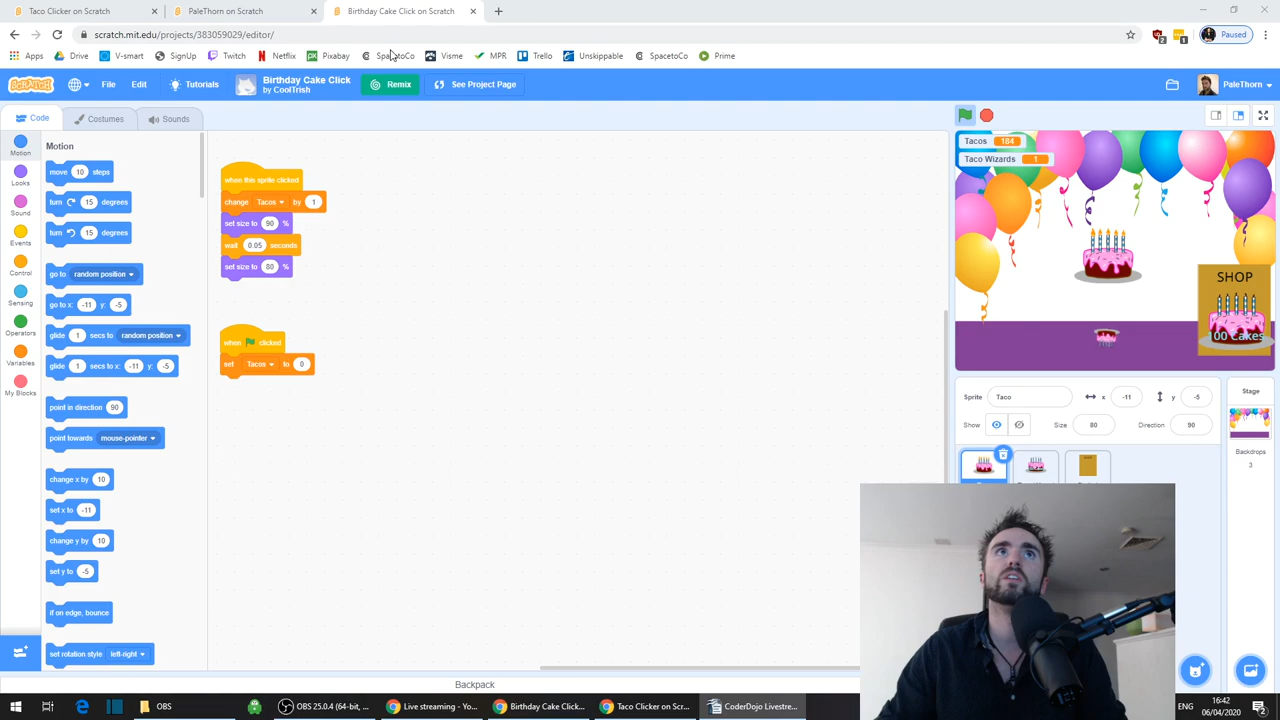 Taco Clicker on Scratch
PaleThorn on Scratch
Birthday Cake Click on Scratch
scratch.mit.edu/projects/383059029/editor/
2
1
Paused
Apps
Drive
V-smart
SignUp
Twitch
Netflix
Pixabay
SpacetoCo
Visme
MPR
Trello
Unskippable
SpacetoCo
Prime
SCRATCH
File
Edit
Tutorials
Birthday Cake Click
by CoolTrish
Remix
See Project Page
PaleThorn
Code
Costumes
Sounds
Motion
Looks
Sound
Events
Control
Sensing
Operators
Variables
My Blocks
Motion
move 10 steps
turn 15 degrees
turn 15 degrees
go to random position
go to x: -11 y: -5
glide 1 secs to random position
glide 1 secs to x: -11 y: -5
point in direction 90
point towards mouse-pointer
change x by 10
set x to -11
change y by 10
set y to -5
if on edge, bounce
set rotation style left-right
when this sprite clicked
change Tacos by 1
set size to 90 %
wait 0.05 seconds
set size to 80 %
when clicked
set Tacos to 0
Tacos 184
Taco Wizards 1
SHOP
100 Cakes
Sprite Taco x -11 y -5
Show Size 80 Direction 90
Stage
Backdrops
3
Backpack
OBS
OBS 25.0.4 (64-bit, ...
Live streaming - Yo...
Birthday Cake Click...
Taco Clicker on Scr...
CoderDojo Livestre...
ENG
16:42
06/04/2020
2